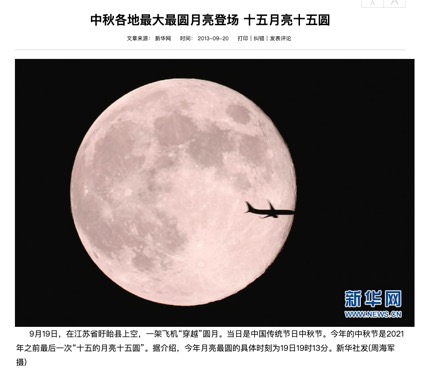 中秋各地最大最圆月亮登场 十五月亮十五圆
文章来源： 新华网 时间： 2013-09-20 打印 | 纠错 | 发表评论
新华网
WWW.NEWS.CN
9月19日，在江苏省盱眙县上空，一架飞机“穿越”圆月。当日是中国传统节日中秋节。今年的中秋节是2021
年之前最后一次“十五的月亮十五圆”。据介绍，今年月亮最圆的具体时刻为19日19时13分。新华社发(周海军
摄)